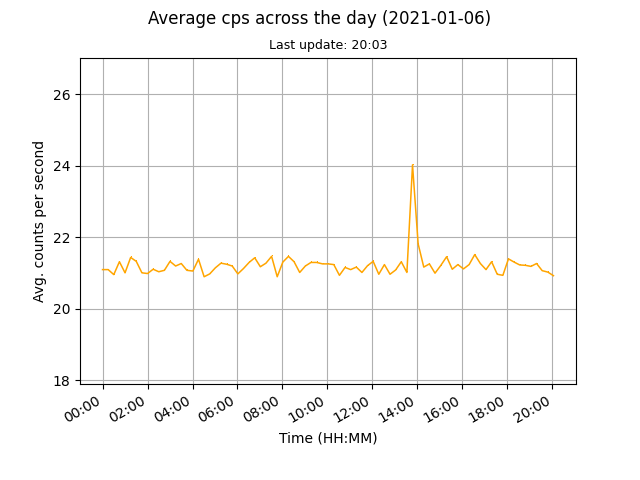 Average cps across the day (2021-01-06)
Last update: 20:03
26
24
22
20
18
Avg. counts per second
00:00 02:00 04:00 06:00 08:00 10:00 12:00 14:00 16:00 18:00 20:00
Time (HH:MM)